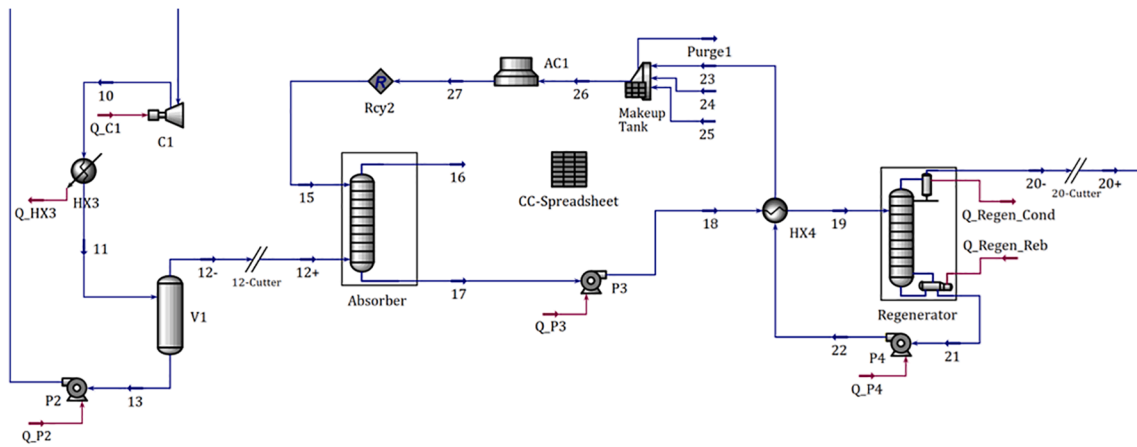 10
Q_C1
C1
HX3
Q_HX3
11
12-
12-Cutter
12+
V1
P2
13
Q_P2
Rcy2
27
AC1
26
Makeup
Tank
Purge1
23
24
25
15
16
CC-Spreadsheet
Absorber
17
P3
Q_P3
18
HX4
19
20-
20-Cutter
20+
Q_Regen_Cond
Q_Regen_Reb
Regenerator
22
P4
21
Q_P4
R